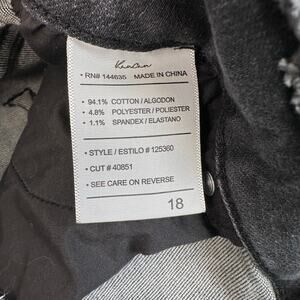 KanCan
• RN# 144635 MADE IN CHINA
• 94.1% COTTON / ALGODON
• 4.8% POLYESTER / POLIESTER
• 1.1% SPANDEX / ELASTANO
• STYLE / ESTILO # 125360
• CUT # 40851
• SEE CARE ON REVERSE
18